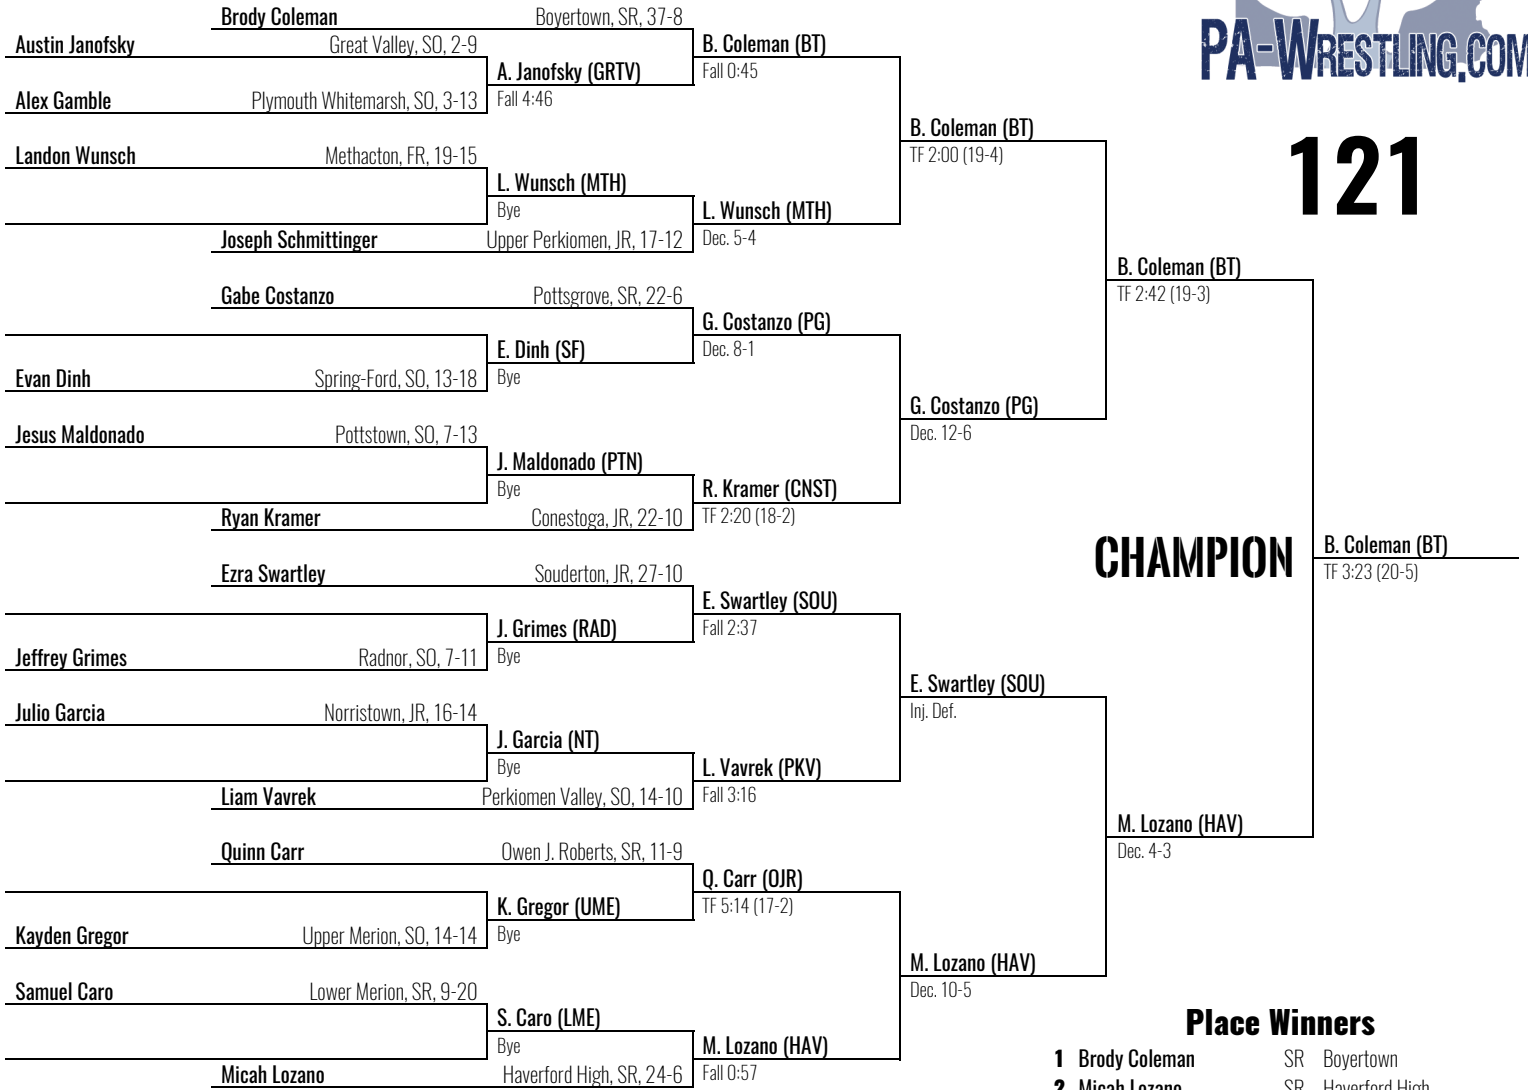 PA-WRESTLING.COM
121
Brody Coleman Boyertown, SR, 37-8
Austin Janofsky Great Valley, SO, 2-9
A. Janofsky (GRTV)
Fall 4:46
Alex Gamble Plymouth Whitemarsh, SO, 3-13
B. Coleman (BT)
Fall 0:45
Landon Wunsch Methacton, FR, 19-15
L. Wunsch (MTH)
Bye
L. Wunsch (MTH)
Dec. 5-4
Joseph Schmittinger Upper Perkiomen, JR, 17-12
B. Coleman (BT)
TF 2:00 (19-4)
Gabe Costanzo Pottsgrove, SR, 22-6
G. Costanzo (PG)
Dec. 8-1
E. Dinh (SF)
Bye
Evan Dinh Spring-Ford, SO, 13-18
Jesus Maldonado Pottstown, SO, 7-13
J. Maldonado (PTN)
Bye
R. Kramer (CNST)
TF 2:20 (18-2)
Ryan Kramer Conestoga, JR, 22-10
G. Costanzo (PG)
Dec. 12-6
B. Coleman (BT)
TF 2:42 (19-3)
Ezra Swartley Souderton, JR, 27-10
E. Swartley (SOU)
Fall 2:37
J. Grimes (RAD)
Bye
Jeffrey Grimes Radnor, SO, 7-11
Julio Garcia Norristown, JR, 16-14
J. Garcia (NT)
Bye
L. Vavrek (PKV)
Fall 3:16
Liam Vavrek Perkiomen Valley, SO, 14-10
E. Swartley (SOU)
Inj. Def.
Quinn Carr Owen J. Roberts, SR, 11-9
Q. Carr (OJR)
TF 5:14 (17-2)
K. Gregor (UME)
Bye
Kayden Gregor Upper Merion, SO, 14-14
Samuel Caro Lower Merion, SR, 9-20
S. Caro (LME)
Bye
M. Lozano (HAV)
Fall 0:57
Micah Lozano Haverford High, SR, 24-6
M. Lozano (HAV)
Dec. 10-5
M. Lozano (HAV)
Dec. 4-3
CHAMPION
B. Coleman (BT)
TF 3:23 (20-5)
Place Winners
1 Brody Coleman SR Boyertown
2 Micah Lozano SR Haverford High